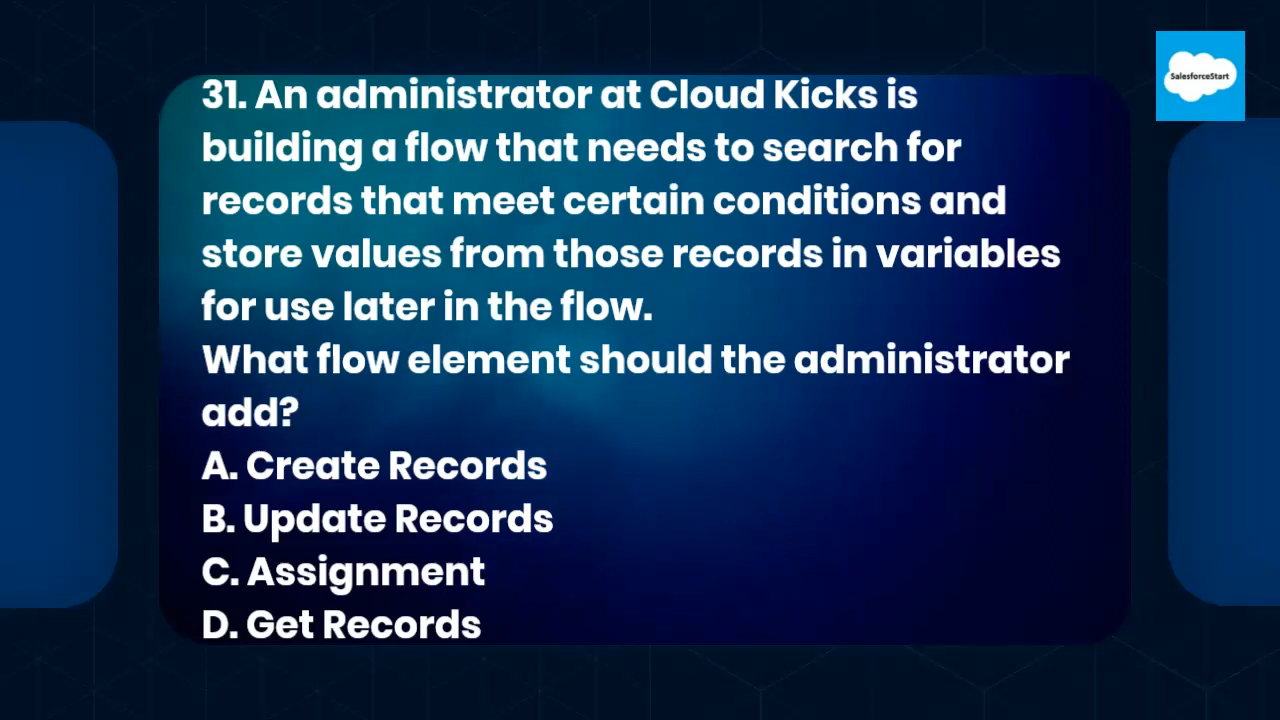 SalesforceStart
31. An administrator at Cloud Kicks is
building a flow that needs to search for
records that meet certain conditions and
store values from those records in variables
for use later in the flow.
What flow element should the administrator
add?
A. Create Records
B. Update Records
C. Assignment
D. Get Records